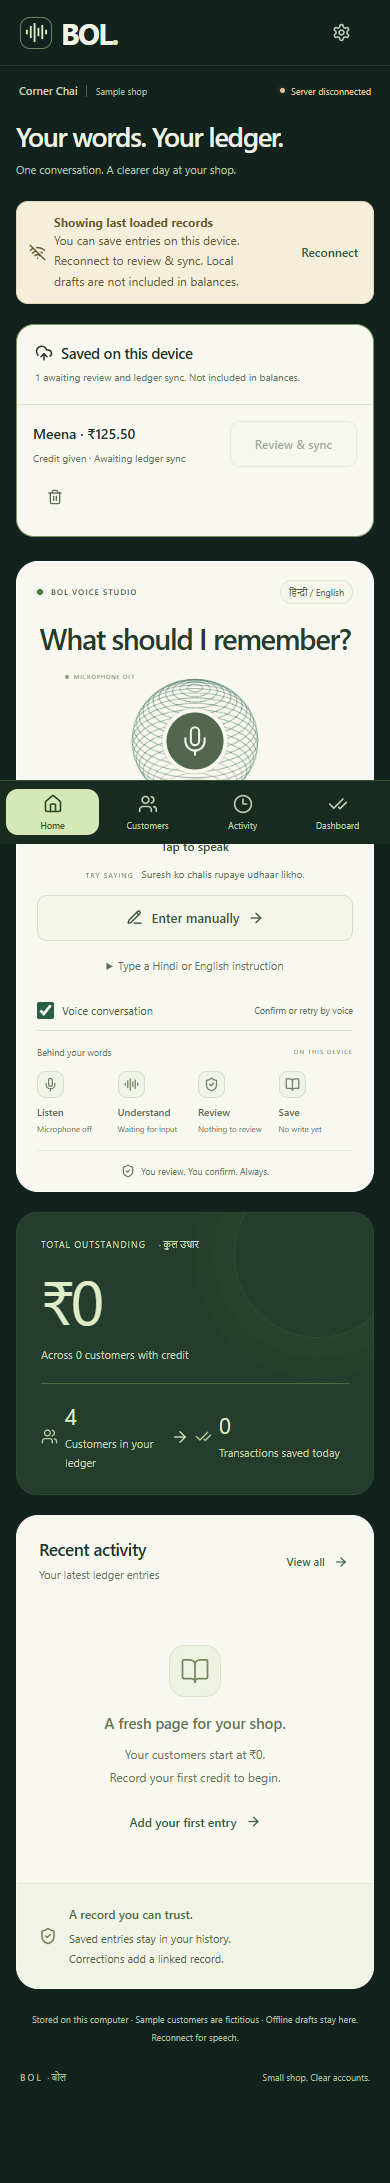 BOL.
Corner Chai | Sample shop
Server disconnected
Your words. Your ledger.
One conversation. A clearer day at your shop.
Showing last loaded records
You can save entries on this device.
Reconnect to review & sync. Local
drafts are not included in balances.
Reconnect
Saved on this device
1 awaiting review and ledger sync. Not included in balances.
Meena · ₹125.50
Credit given · Awaiting ledger sync
Review & sync
BOL VOICE STUDIO
हिन्दी / English
What should I remember?
MICROPHONE OFF
Home
Customers
Activity
Dashboard
Tap to speak
TRY SAYING Suresh ko chalis rupaye udhaar likho.
Enter manually
Type a Hindi or English instruction
Voice conversation
Confirm or retry by voice
Behind your words
ON THIS DEVICE
Listen
Microphone off
Understand
Waiting for input
Review
Nothing to review
Save
No write yet
You review. You confirm. Always.
TOTAL OUTSTANDING · कुल उधार
₹0
Across 0 customers with credit
4
Customers in your
ledger
0
Transactions saved today
Recent activity
Your latest ledger entries
View all
A fresh page for your shop.
Your customers start at ₹0.
Record your first credit to begin.
Add your first entry
A record you can trust.
Saved entries stay in your history.
Corrections add a linked record.
Stored on this computer · Sample customers are fictitious · Offline drafts stay here.
Reconnect for speech.
BOL · बोल
Small shop. Clear accounts.